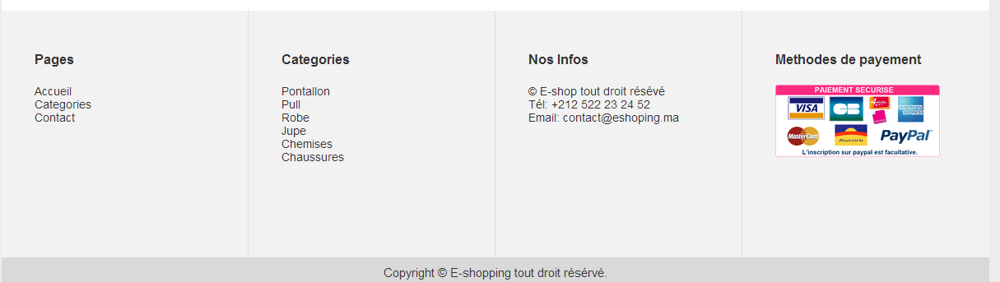 Pages
Accueil
Categories
Contact
Categories
Pontallon
Pull
Robe
Jupe
Chemises
Chaussures
Nos Infos
© E-shop tout droit résévé
Tél: +212 522 23 24 52
Email: contact@eshoping.ma
Methodes de payement
PAIEMENT SECURISE
VISA
CB
AMERICAN EXPRESS
MasterCard
Aurore
PayPal
L'inscription sur paypal est facultative.
Copyright © E-shopping tout droit résérvé.